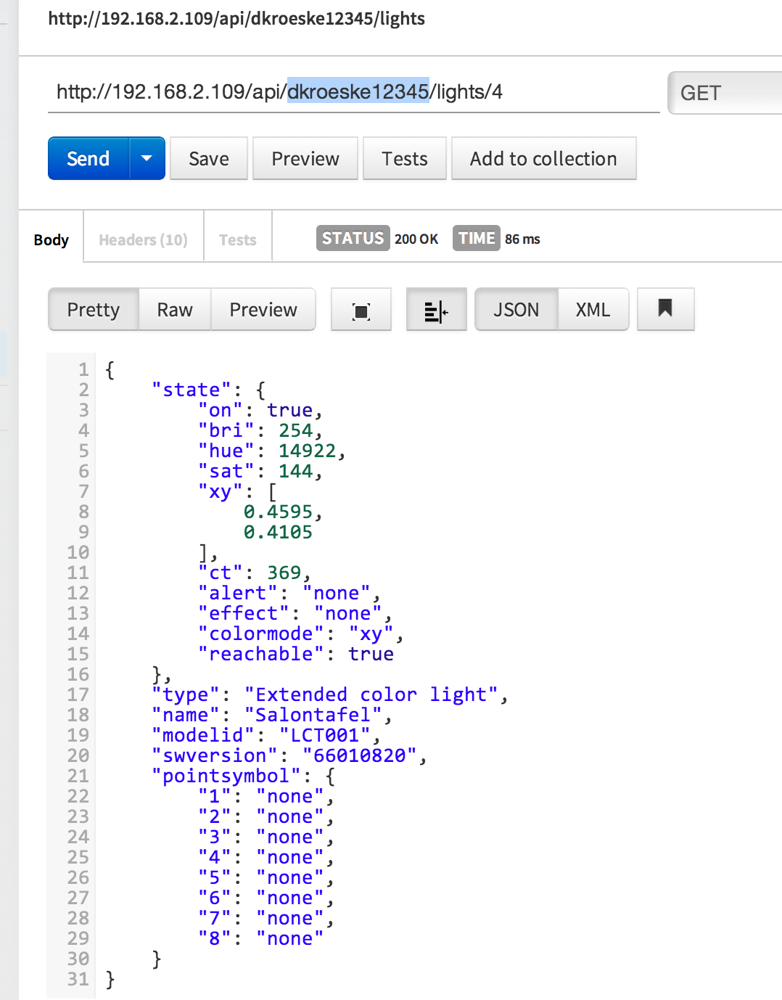 http://192.168.2.109/api/dkroeske12345/lights
http://192.168.2.109/api/dkroeske12345/lights/4 GET
Send Save Preview Tests Add to collection
Body Headers (10) Tests STATUS 200 OK TIME 86 ms
Pretty Raw Preview JSON XML
1 {
2 "state": {
3 "on": true,
4 "bri": 254,
5 "hue": 14922,
6 "sat": 144,
7 "xy": [
8 0.4595,
9 0.4105
10 ],
11 "ct": 369,
12 "alert": "none",
13 "effect": "none",
14 "colormode": "xy",
15 "reachable": true
16 },
17 "type": "Extended color light",
18 "name": "Salontafel",
19 "modelid": "LCT001",
20 "swversion": "66010820",
21 "pointsymbol": {
22 "1": "none",
23 "2": "none",
24 "3": "none",
25 "4": "none",
26 "5": "none",
27 "6": "none",
28 "7": "none",
29 "8": "none"
30 }
31 }